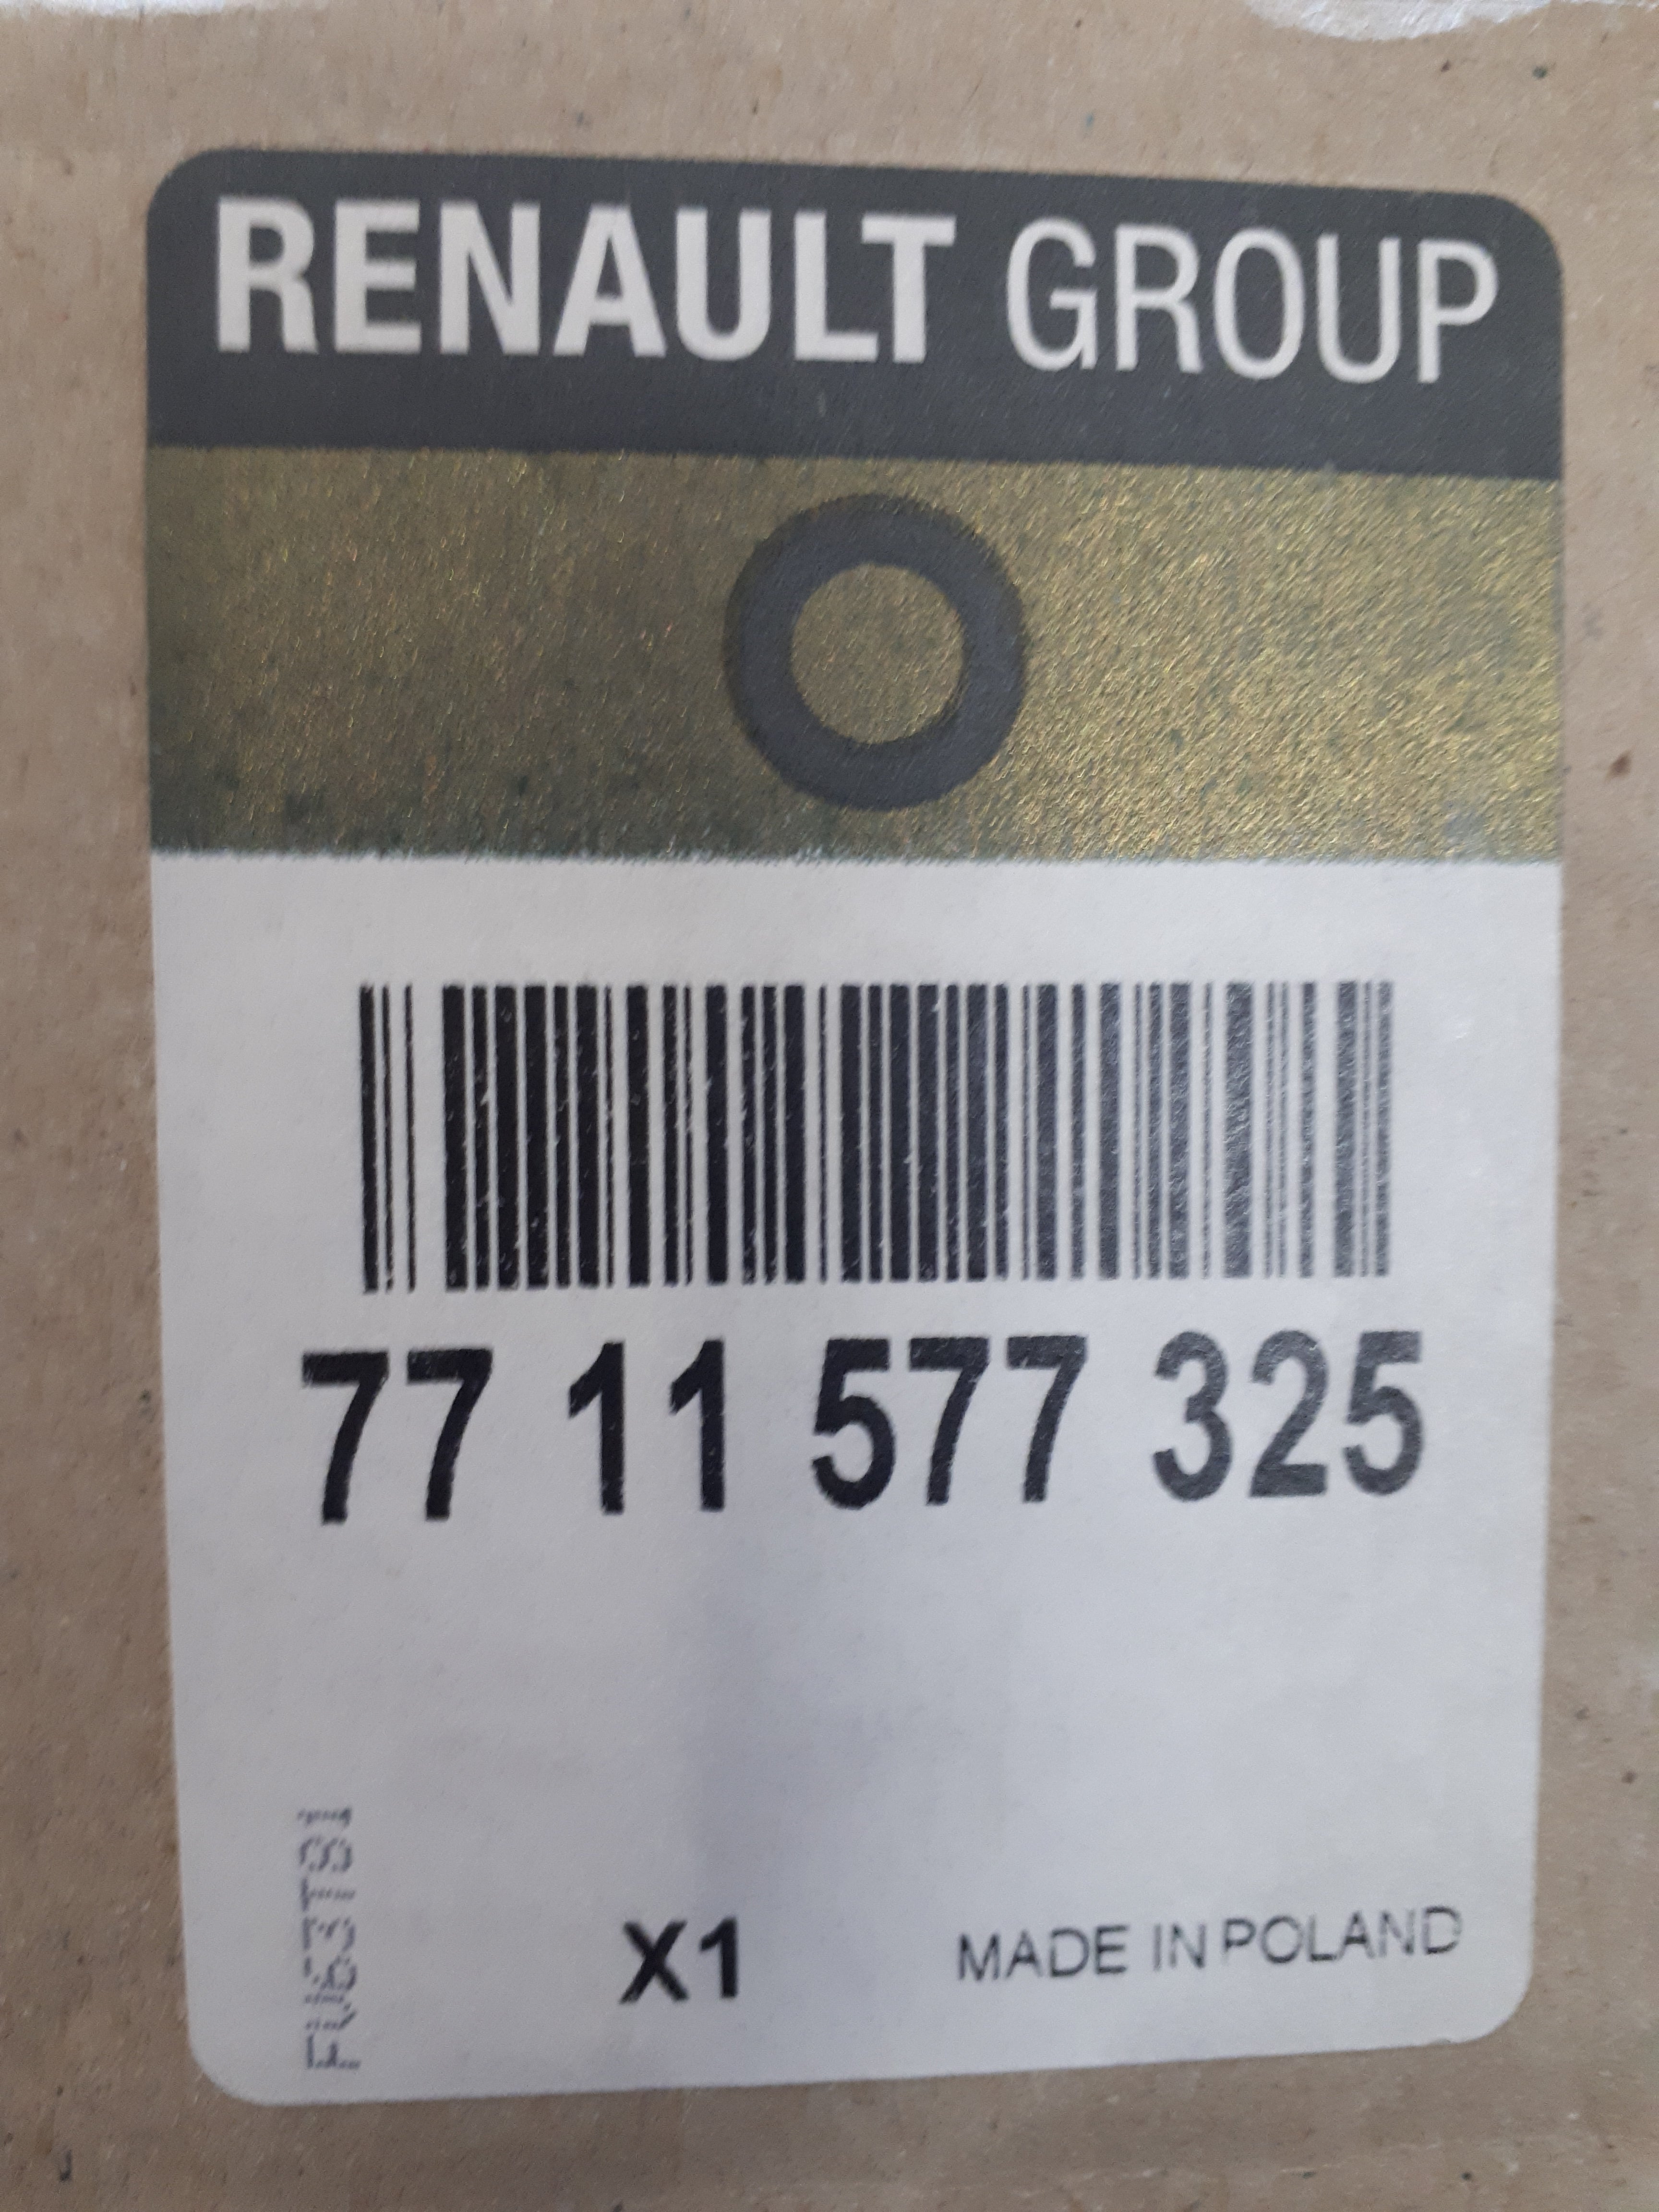 RENAULT GROUP
77 11 577 325
X1
MADE IN POLAND